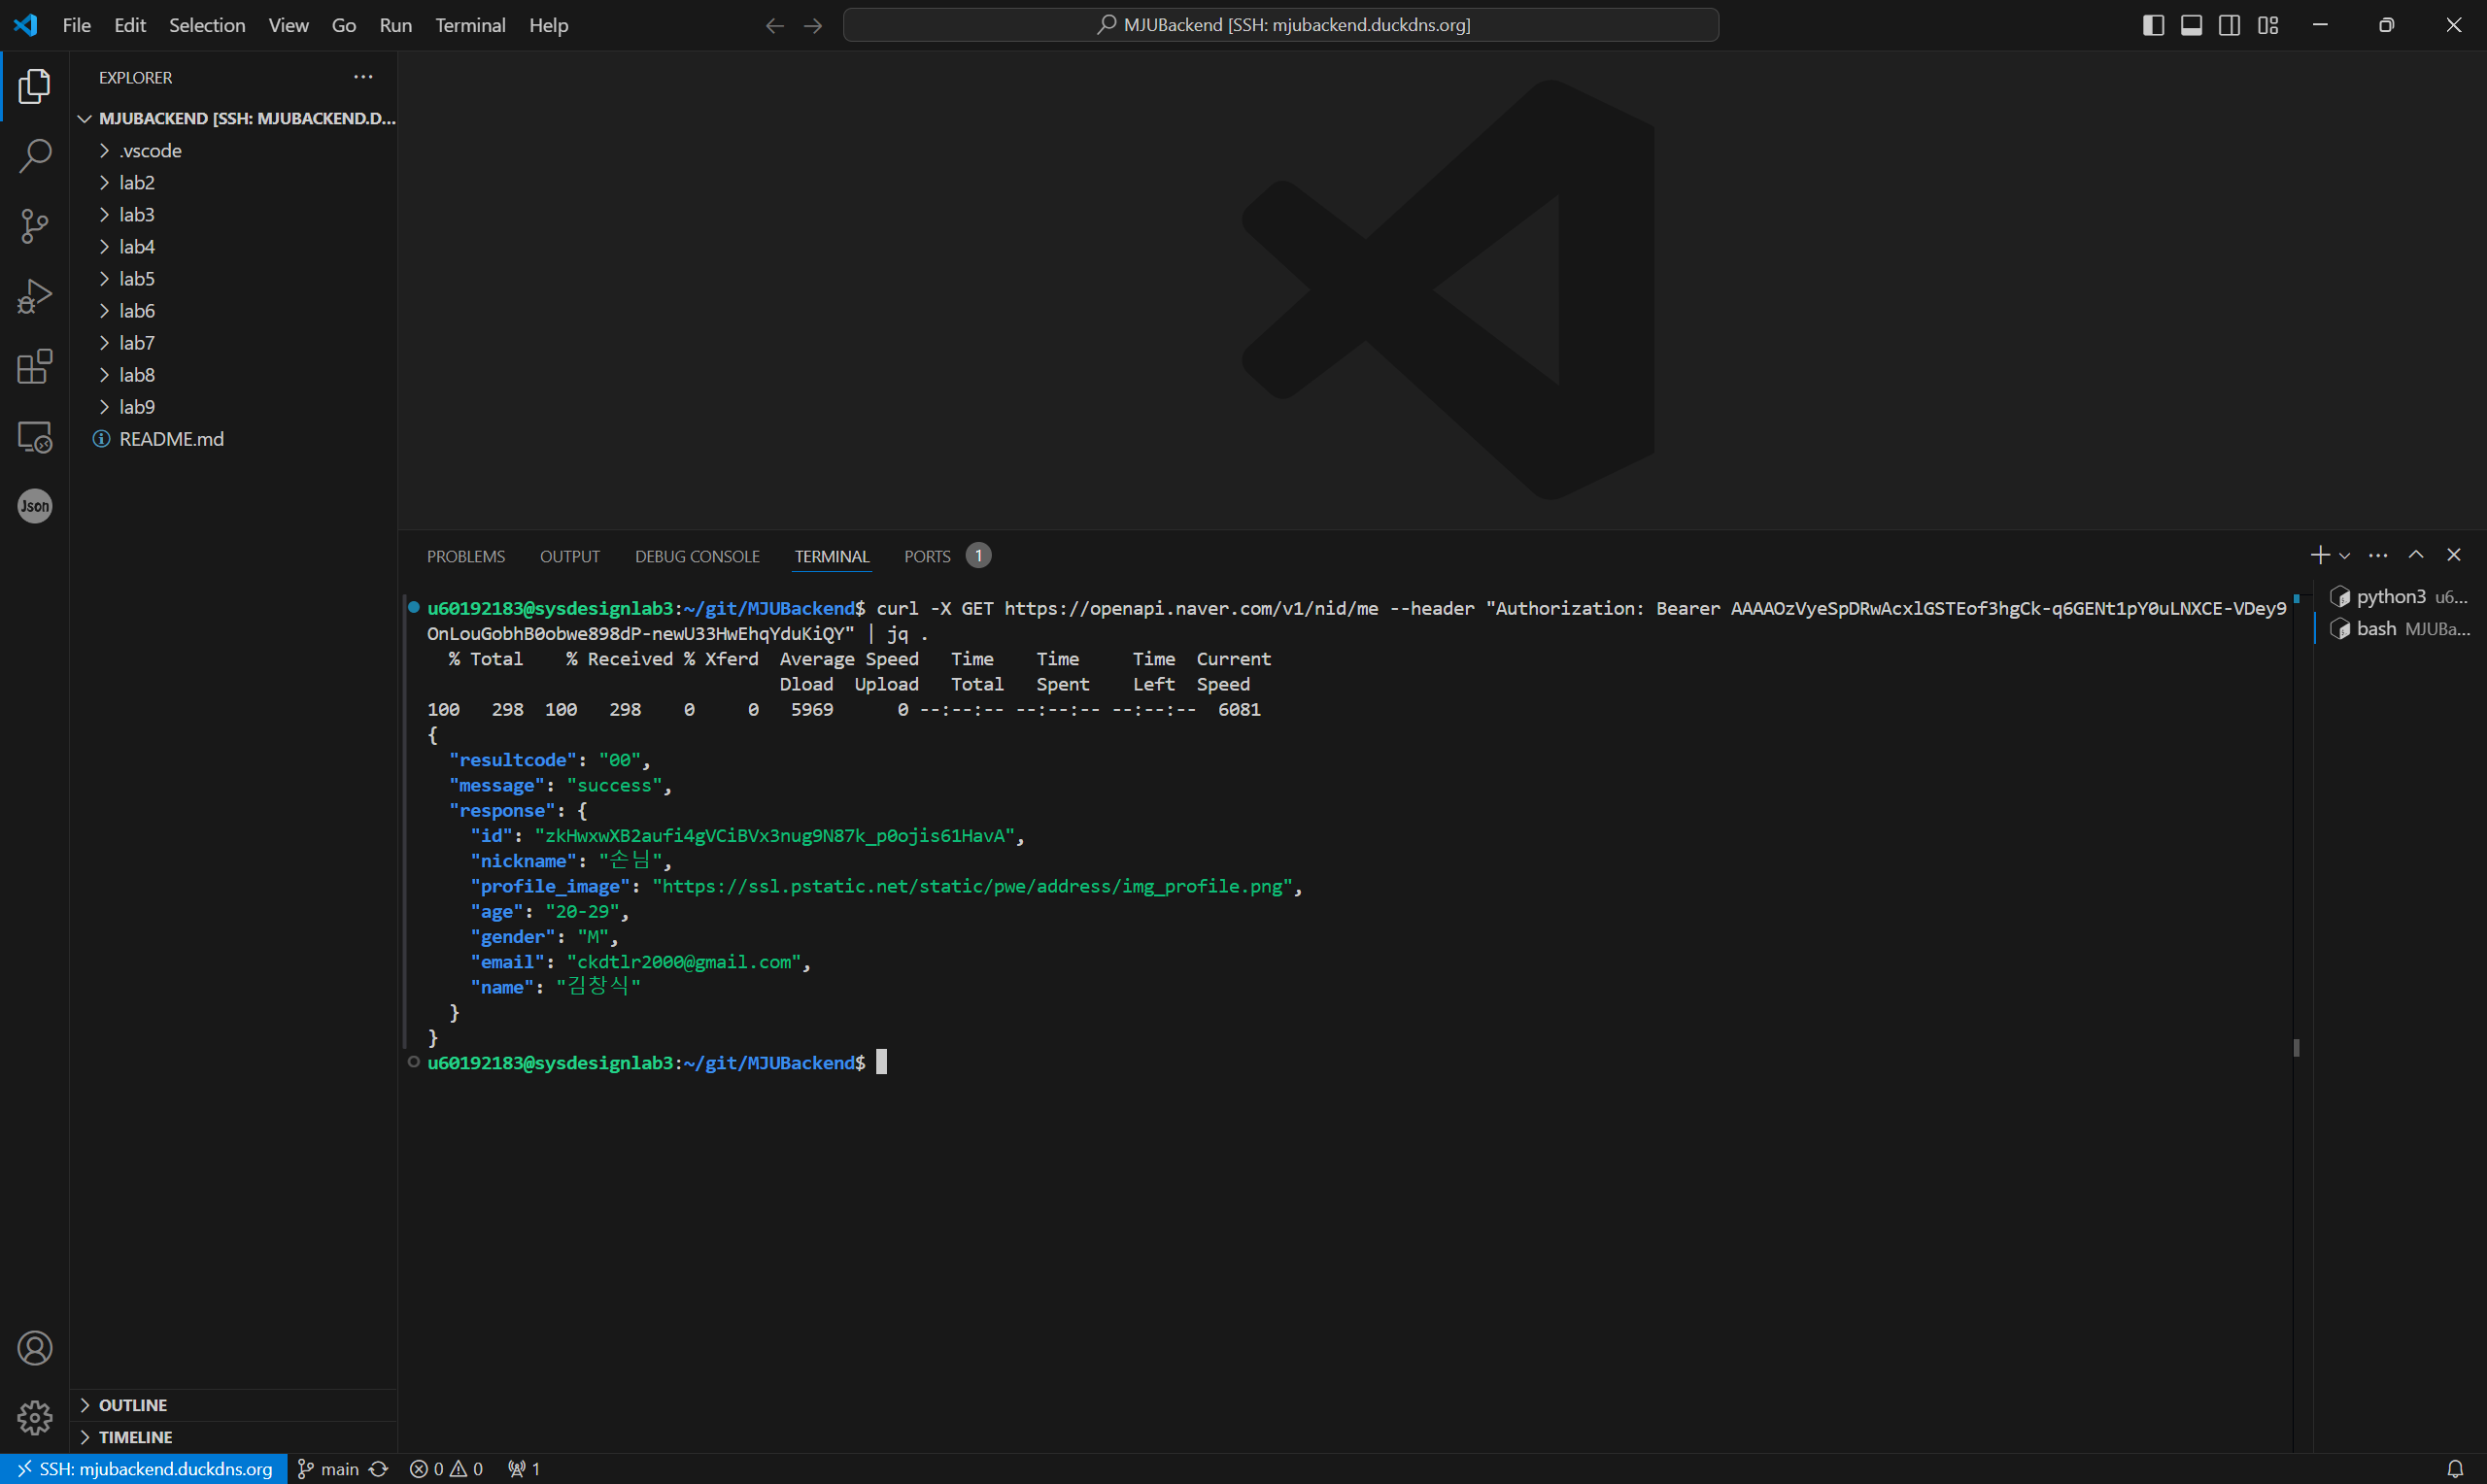 File Edit Selection View Go Run Terminal Help
MJUBackend [SSH: mjubackend.duckdns.org]
EXPLORER
MJUBACKEND [SSH: MJUBACKEND.D...
.vscode
lab2
lab3
lab4
lab5
lab6
lab7
lab8
lab9
README.md
Json
PROBLEMS OUTPUT DEBUG CONSOLE TERMINAL PORTS 1
python3 u6...
bash MJUBa...
u60192183@sysdesignlab3:~/git/MJUBackend$ curl -X GET https://openapi.naver.com/v1/nid/me --header "Authorization: Bearer AAAAOzVyeSpDRwAcxlGSTEof3hgCk-q6GENt1pY0uLNXCE-VDey9
OnLouGobhB0obwe898dP-newU33HwEhqYduKiQY" | jq .
% Total % Received % Xferd Average Speed Time Time Time Current
Dload Upload Total Spent Left Speed
100 298 100 298 0 0 5969 0 --:--:-- --:--:-- --:--:-- 6081
{
"resultcode": "00",
"message": "success",
"response": {
"id": "zkHwxwXB2aufi4gVCiBVx3nug9N87k_p0ojis61HavA",
"nickname": "손님",
"profile_image": "https://ssl.pstatic.net/static/pwe/address/img_profile.png",
"age": "20-29",
"gender": "M",
"email": "ckdtlr2000@gmail.com",
"name": "김창식"
}
}
u60192183@sysdesignlab3:~/git/MJUBackend$
OUTLINE
TIMELINE
SSH: mjubackend.duckdns.org main 0 0 1